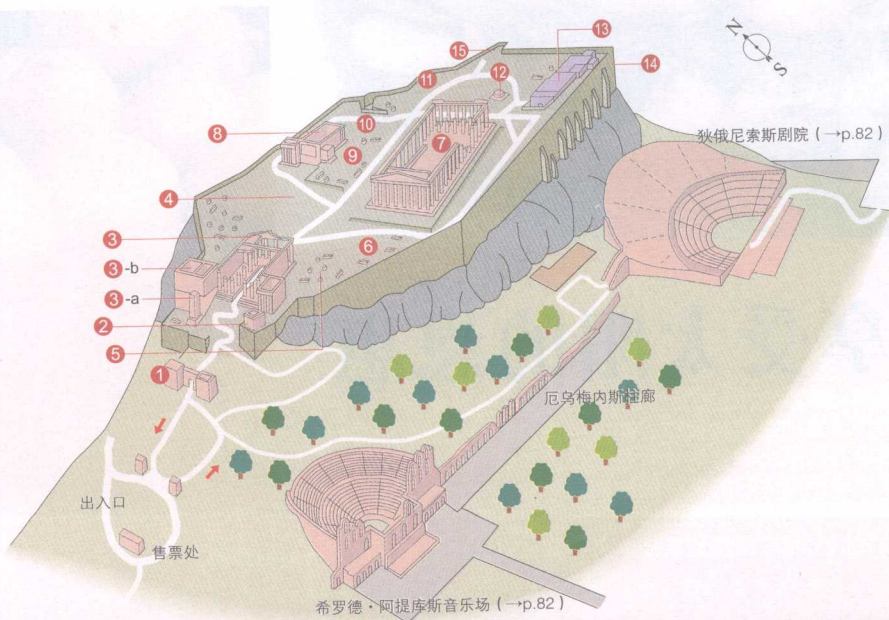 N
S
13
15
12
14
11
8
10
狄俄尼索斯剧院（→p.82）
7
9
4
3
6
3-b
3-a
2
5
1
厄乌梅内斯柱廊
出入口
售票处
希罗德·阿提库斯音乐场（→p.82）